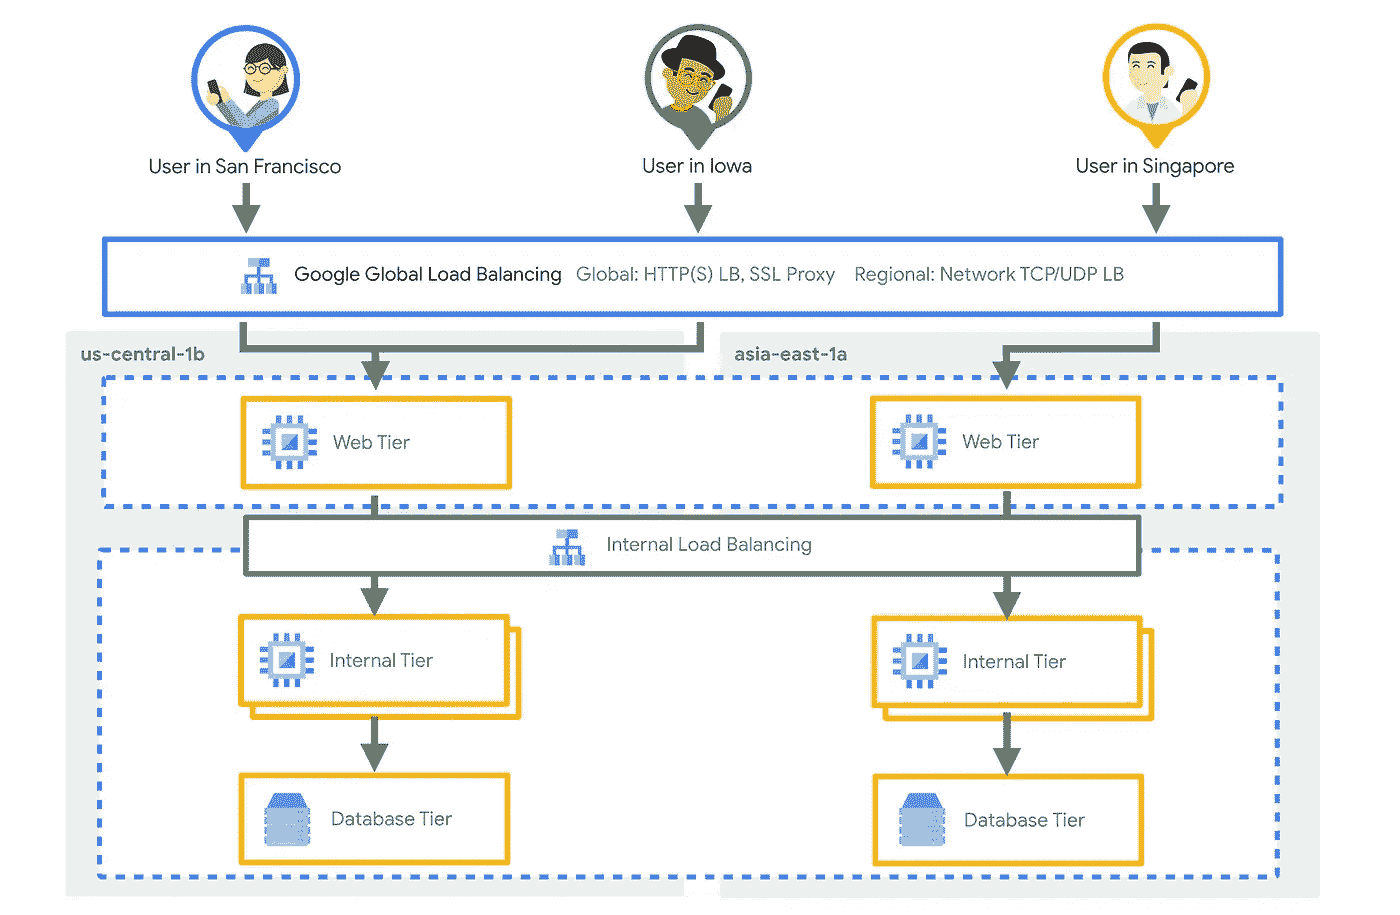 User in San Francisco
User in Iowa
User in Singapore
Google Global Load Balancing Global: HTTP(S) LB, SSL Proxy Regional: Network TCP/UDP LB
us-central-1b
asia-east-1a
Web Tier
Web Tier
Internal Load Balancing
Internal Tier
Internal Tier
Database Tier
Database Tier